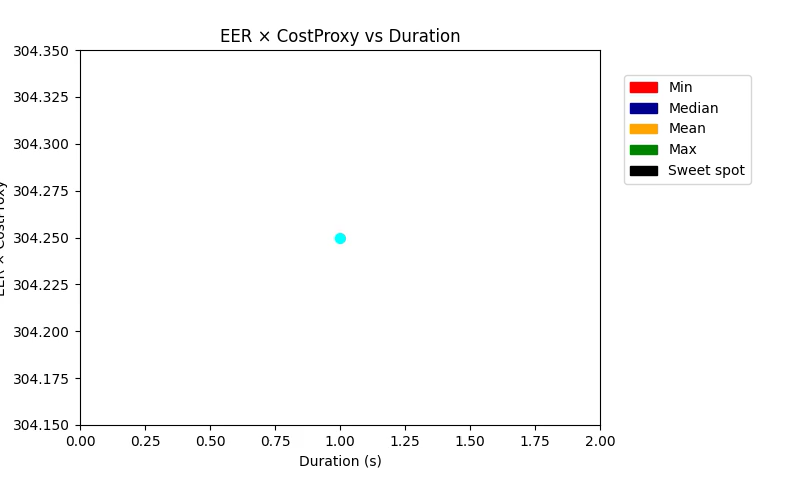 EER × CostProxy vs Duration
304.350
304.325
304.300
304.275
304.250
304.225
304.200
304.175
304.150
EER × CostProxy
0.00 0.25 0.50 0.75 1.00 1.25 1.50 1.75 2.00
Duration (s)
Min
Median
Mean
Max
Sweet spot